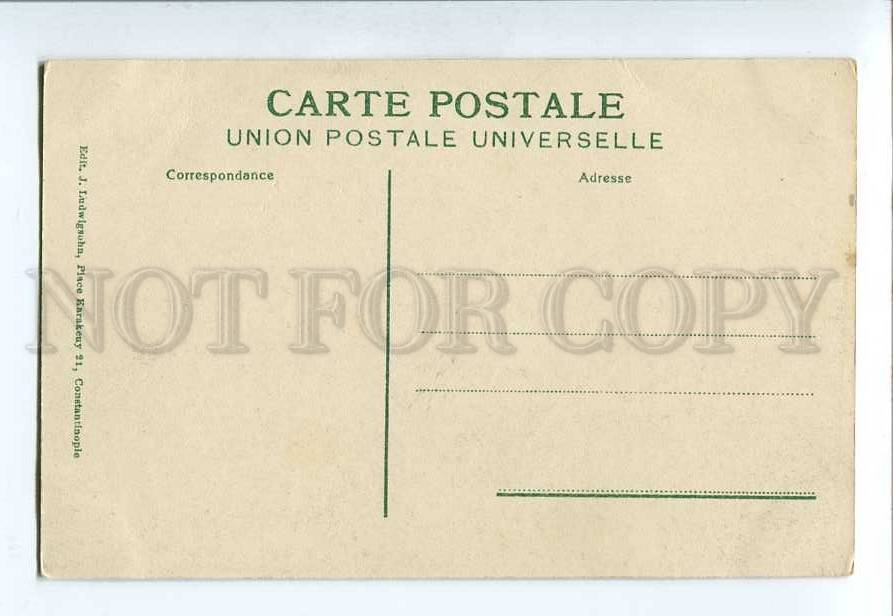 CARTE POSTALE
UNION POSTALE UNIVERSELLE
Correspondance
Adresse
Edit. J. Ludwigsohn, Place Karakeuy 21, Constantinople
NOT FOR COPY